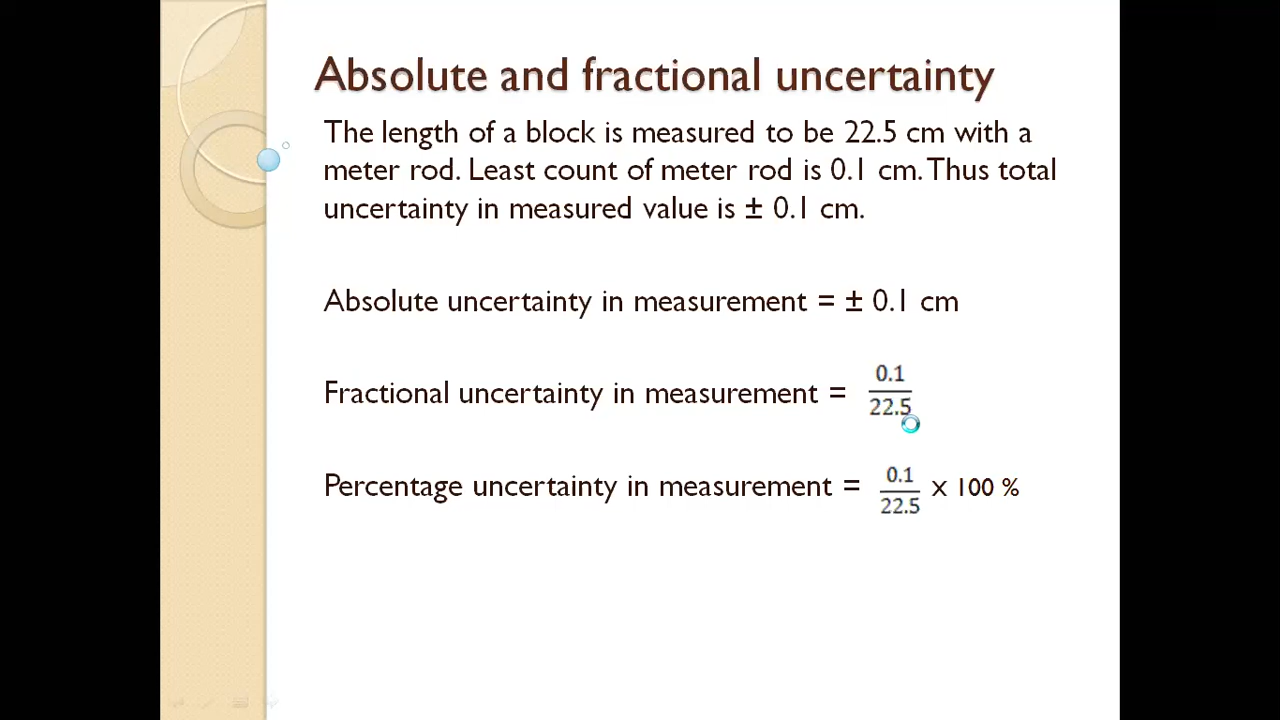 Absolute and fractional uncertainty
The length of a block is measured to be 22.5 cm with a
meter rod. Least count of meter rod is 0.1 cm. Thus total
uncertainty in measured value is ± 0.1 cm.
Absolute uncertainty in measurement = ± 0.1 cm
Fractional uncertainty in measurement = 0.1/22.5
Percentage uncertainty in measurement = 0.1/22.5 x 100 %